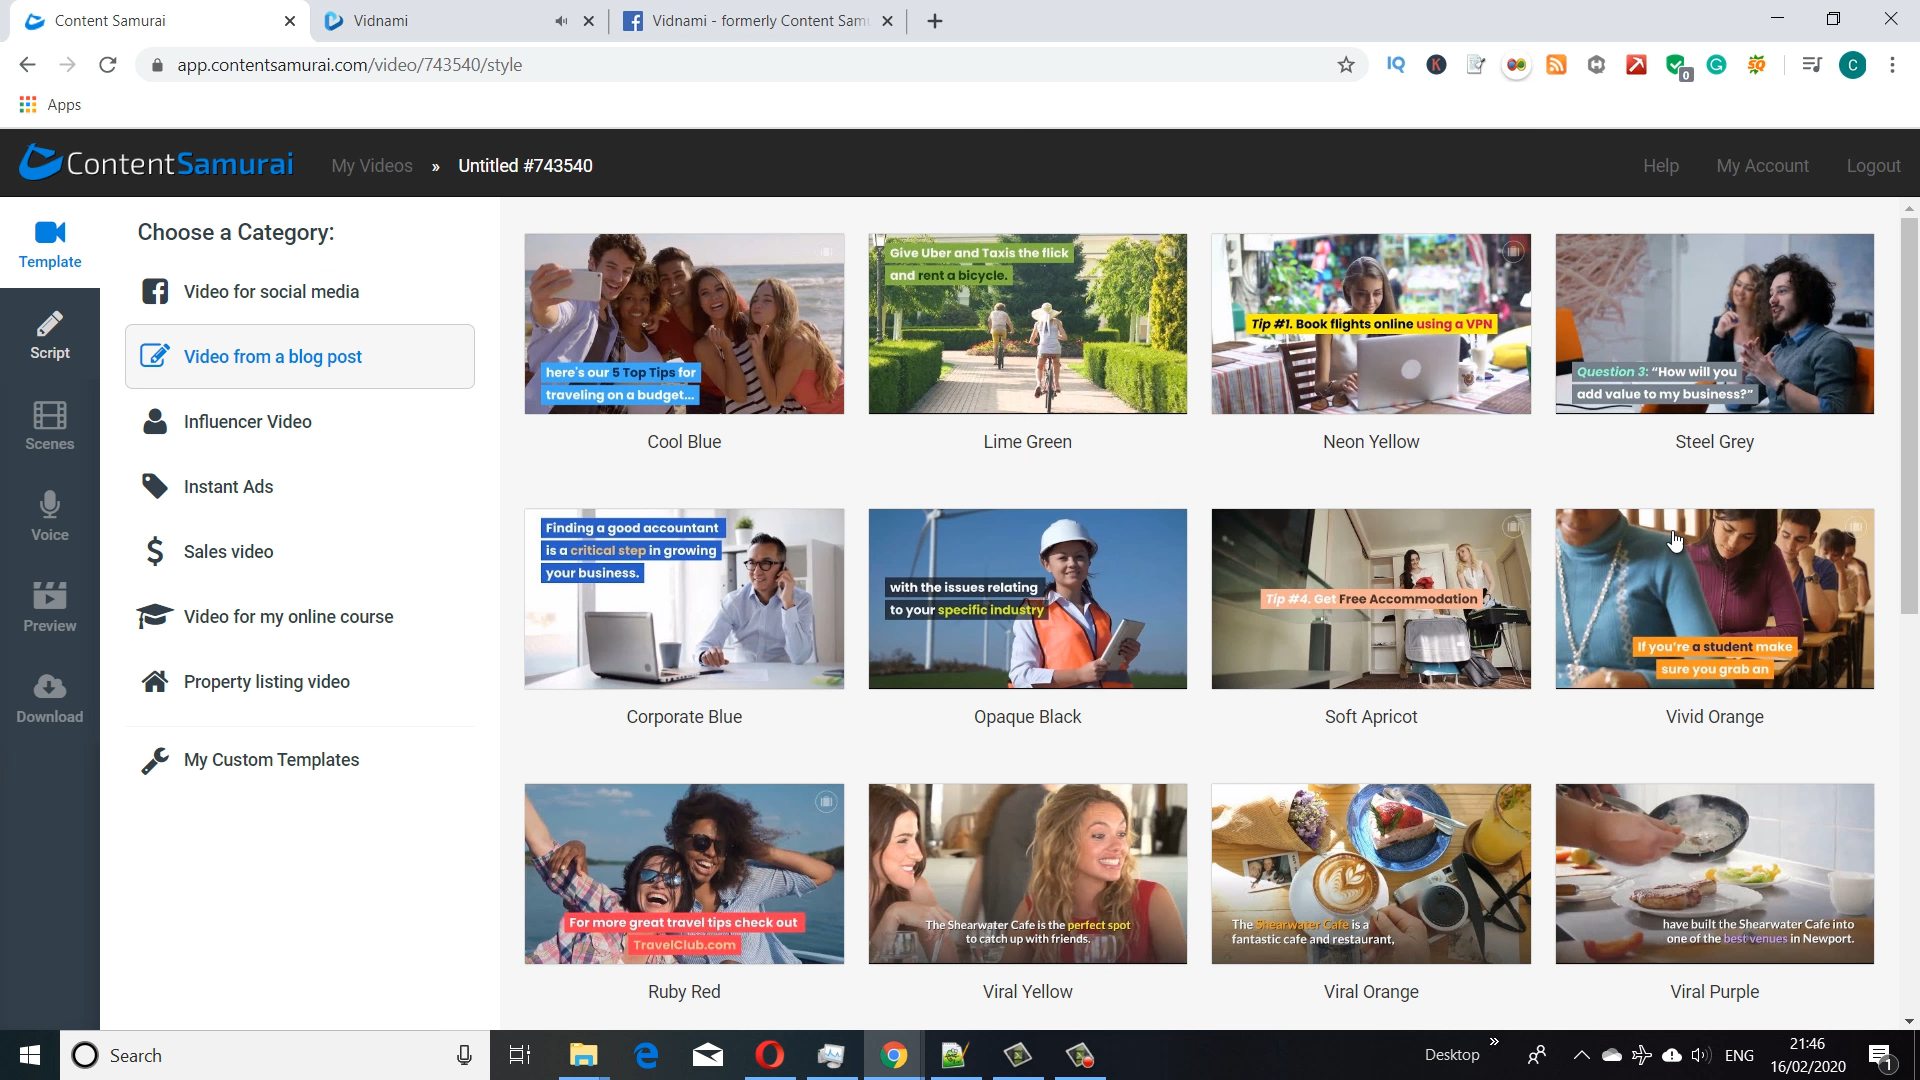 Content Samurai
Vidnami
Vidnami - formerly Content Sam
app.contentsamurai.com/video/743540/style
Apps
ContentSamurai
My Videos » Untitled #743540
Help
My Account
Logout
Template
Script
Scenes
Voice
Preview
Download
Choose a Category:
Video for social media
Video from a blog post
Influencer Video
Instant Ads
Sales video
Video for my online course
Property listing video
My Custom Templates
here's our 5 Top Tips for
traveling on a budget...
Cool Blue
Give Uber and Taxis the flick
and rent a bicycle.
Lime Green
Tip #1. Book flights online using a VPN
Neon Yellow
Question 3: "How will you
add value to my business?"
Steel Grey
Finding a good accountant
is a critical step in growing
your business.
Corporate Blue
with the issues relating
to your specific industry
Opaque Black
Tip #4. Get Free Accommodation
Soft Apricot
If you're a student make
sure you grab an
Vivid Orange
For more great travel tips check out
TravelClub.com
Ruby Red
The Shearwater Cafe is the perfect spot
to catch up with friends.
Viral Yellow
The Shearwater Cafe is a
fantastic cafe and restaurant,
Viral Orange
have built the Shearwater Cafe into
one of the best venues in Newport.
Viral Purple
Search
Desktop
ENG
21:46
16/02/2020
1
IQ
K
0
C